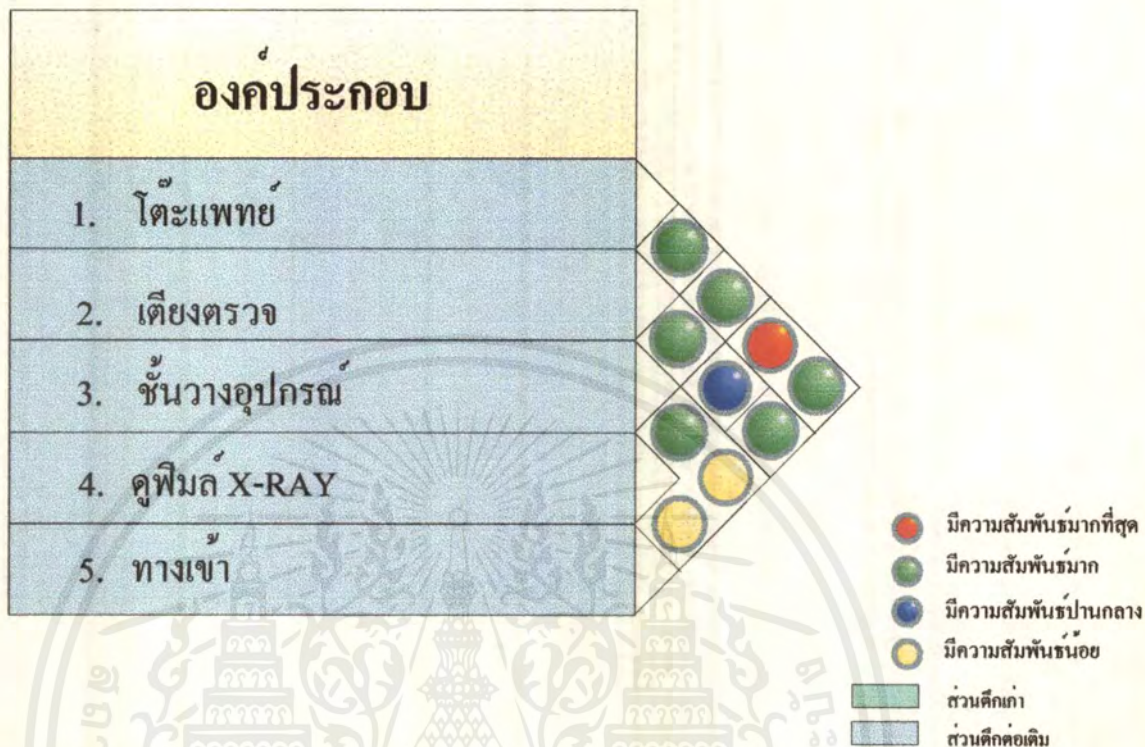 องค์ประกอบ
1. โต๊ะแพทย์
2. เตียงตรวจ
3. ชั้นวางอุปกรณ์
4. ดูฟิมล์ X-RAY
5. ทางเข้า
มีความสัมพันธ์มากที่สุด
มีความสัมพันธ์มาก
มีความสัมพันธ์ปานกลาง
มีความสัมพันธ์น้อย
ส่วนตึกเก่า
ส่วนตึกต่อเติม